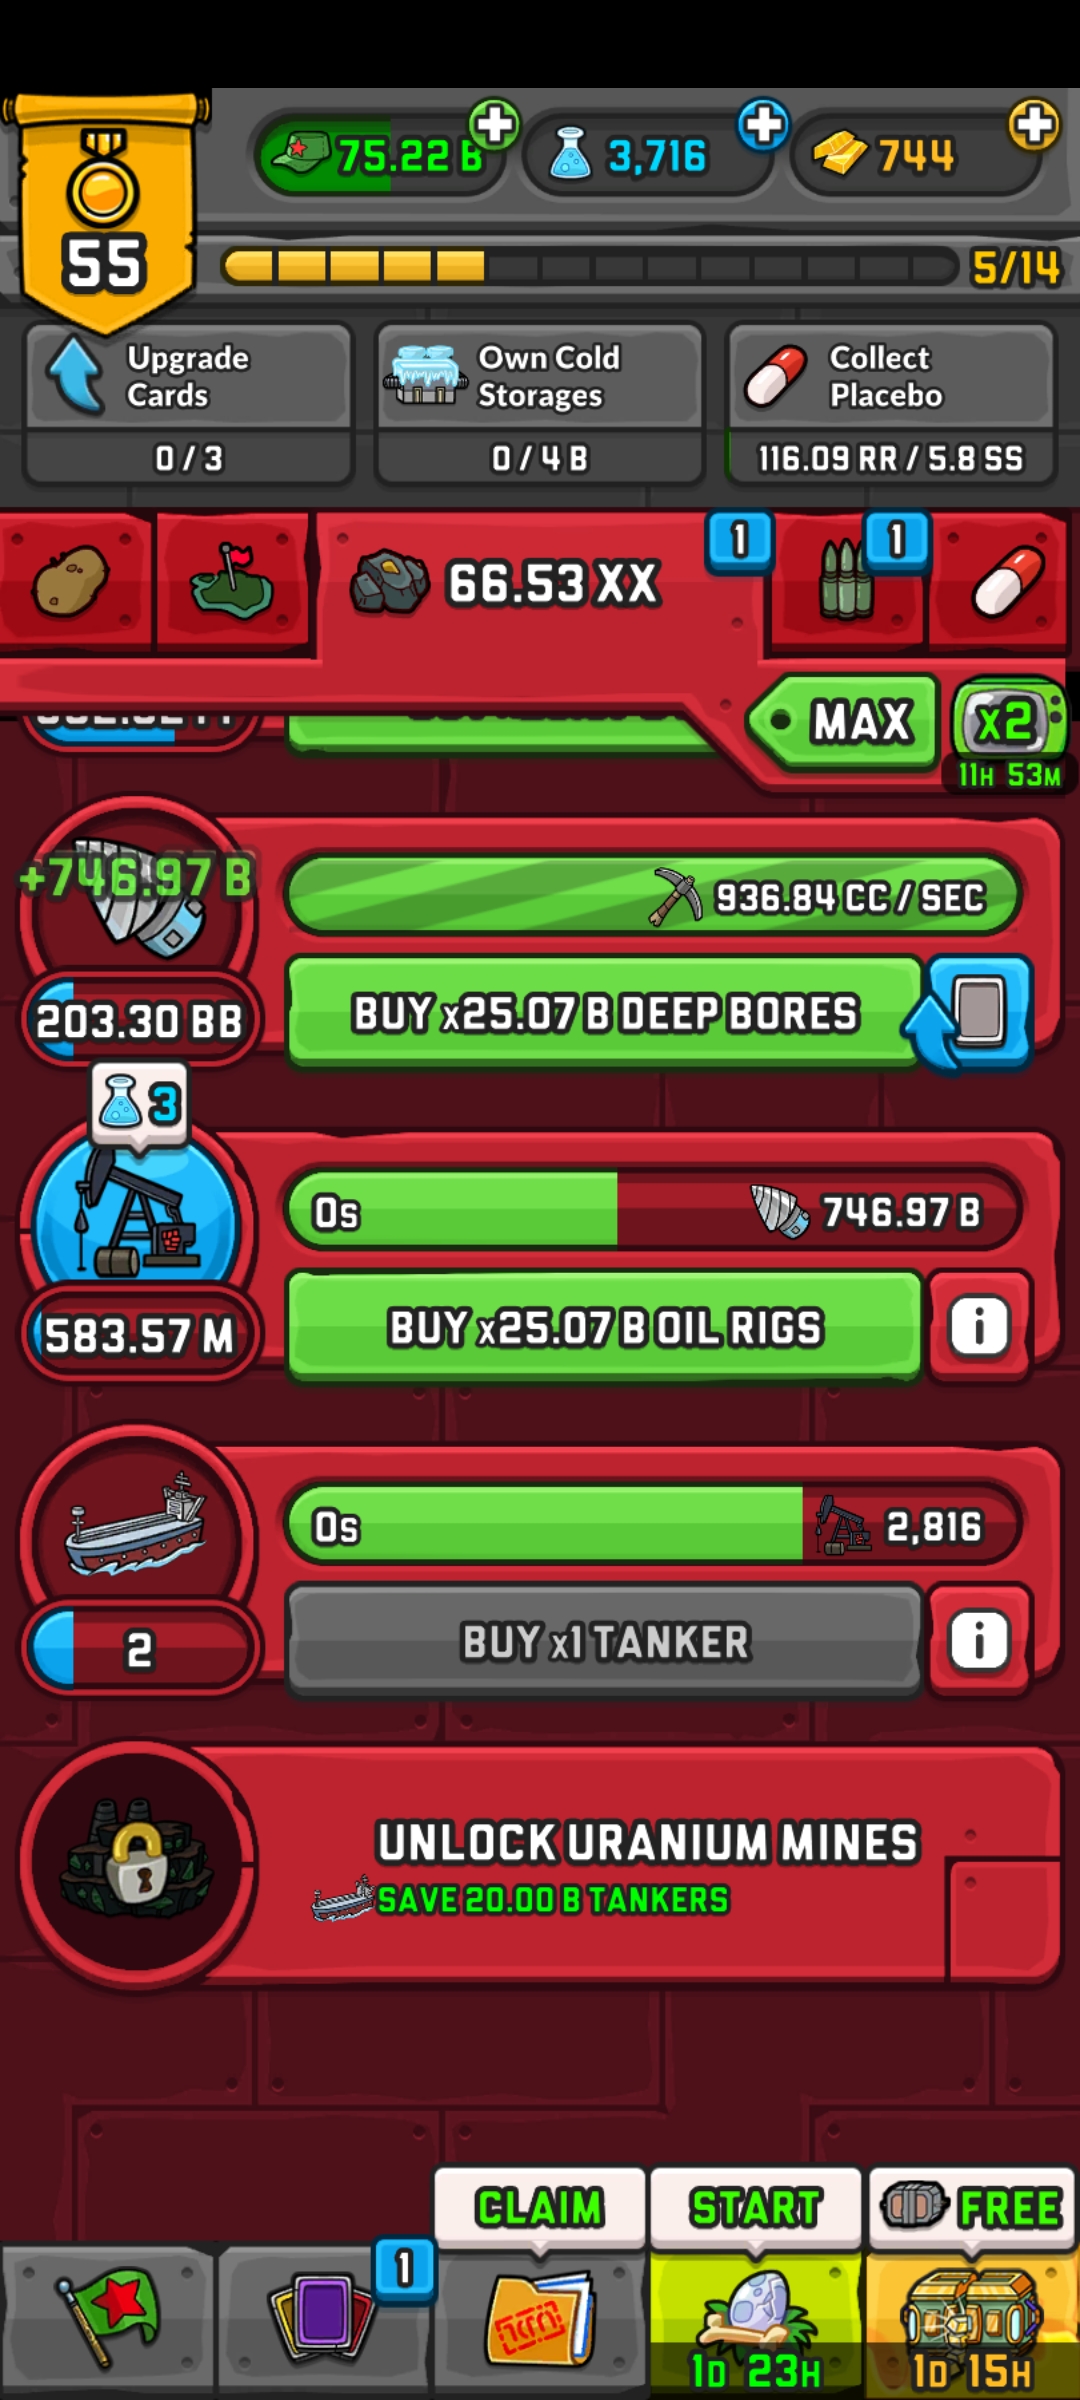 75.22 B
3,716
744
55
5/14
Upgrade
Cards
0 / 3
Own Cold
Storages
0 / 4 B
Collect
Placebo
116.09 RR / 5.8 SS
66.53 XX
1
1
MAX
x2
11H 53M
+746.97 B
936.84 CC / SEC
203.30 BB
BUY x25.07 B DEEP BORES
3
0s
746.97 B
583.57 M
BUY x25.07 B OIL RIGS
i
0s
2,816
2
BUY x1 TANKER
i
UNLOCK URANIUM MINES
SAVE 20.00 B TANKERS
CLAIM
START
FREE
1
1D 23H
1D 15H